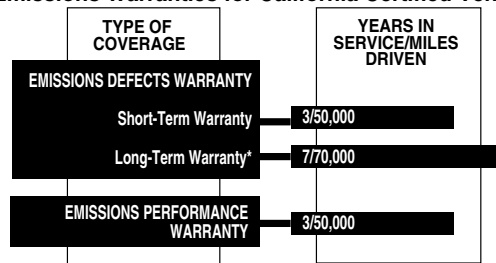 Emissions Warranties for California Certified
TYPE OF
COVERAGE
YEARS IN
SERVICE/MILES
DRIVEN
EMISSIONS DEFECTS WARRANTY
Short-Term Warranty
3/50,000
Long-Term Warranty*
7/70,000
EMISSIONS PERFORMANCE
WARRANTY
3/50,000